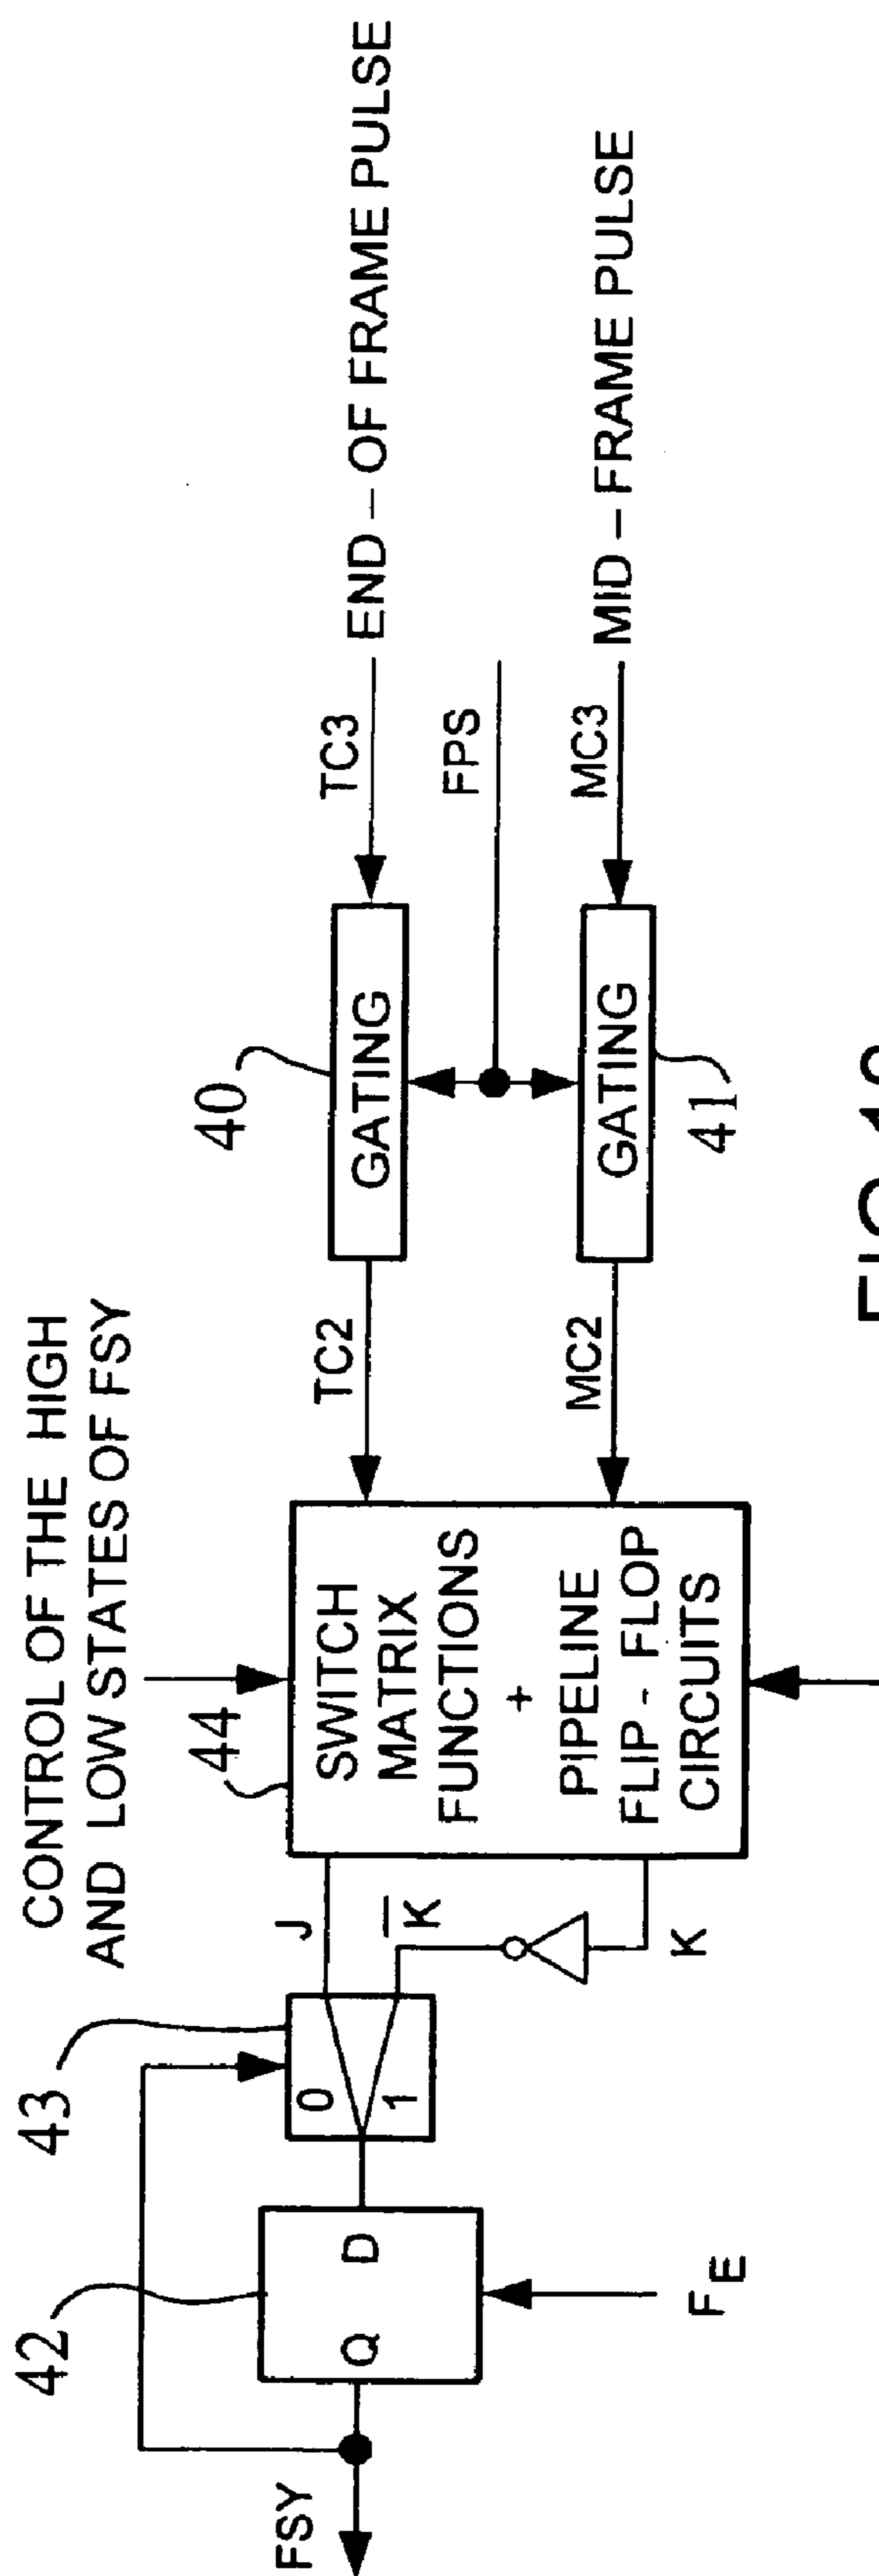 CONTROL OF THE HIGH
AND LOW STATES OF FSY
42
43
44
40
FSY
Q D
F E
0
1
J
K
K
SWITCH
MATRIX
FUNCTIONS
+
PIPELINE
FLIP - FLOP
CIRCUITS
TC2
MC2
GATING
GATING
41
TC3
FPS
MC3
END - OF FRAME PULSE
MID - FRAME PULSE